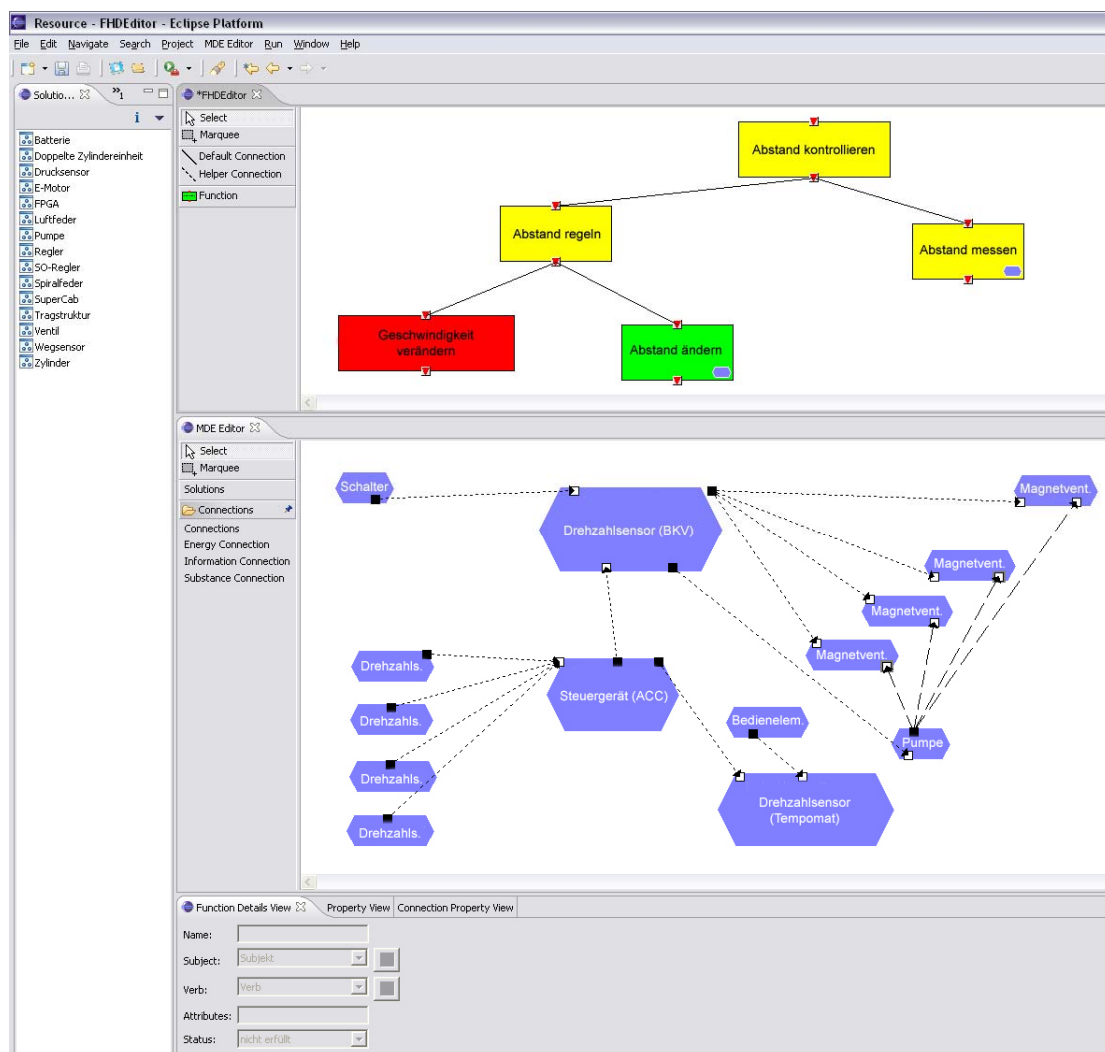 Resource - FHDEditor - Eclipse Platform
File Edit Navigate Search Project MDE Editor Run Window Help
Solutio... »1
*FHDEditor
i
Batterie
Doppelte Zylindereinheit
Drucksensor
E-Motor
FPGA
Luftfeder
Pumpe
Regler
SO-Regler
Spiralfeder
SuperCab
Tragstruktur
Ventil
Wegsensor
Zylinder
Select
Marquee
Default Connection
Helper Connection
Function
Abstand kontrollieren
Abstand regeln
Abstand messen
Geschwindigkeit
verändern
Abstand ändern
MDE Editor
Select
Marquee
Solutions
Connections
Connections
Energy Connection
Information Connection
Substance Connection
Schalter
Drehzahlsensor (BKV)
Magnetvent.
Magnetvent.
Magnetvent.
Magnetvent.
Drehzahls.
Steuergerät (ACC)
Drehzahls.
Bedienelem.
Pumpe
Drehzahls.
Drehzahlsensor
(Tempomat)
Drehzahls.
Function Details View Property View Connection Property View
Name:
Subject: Subjekt
Verb: Verb
Attributes:
Status: nicht erfüllt